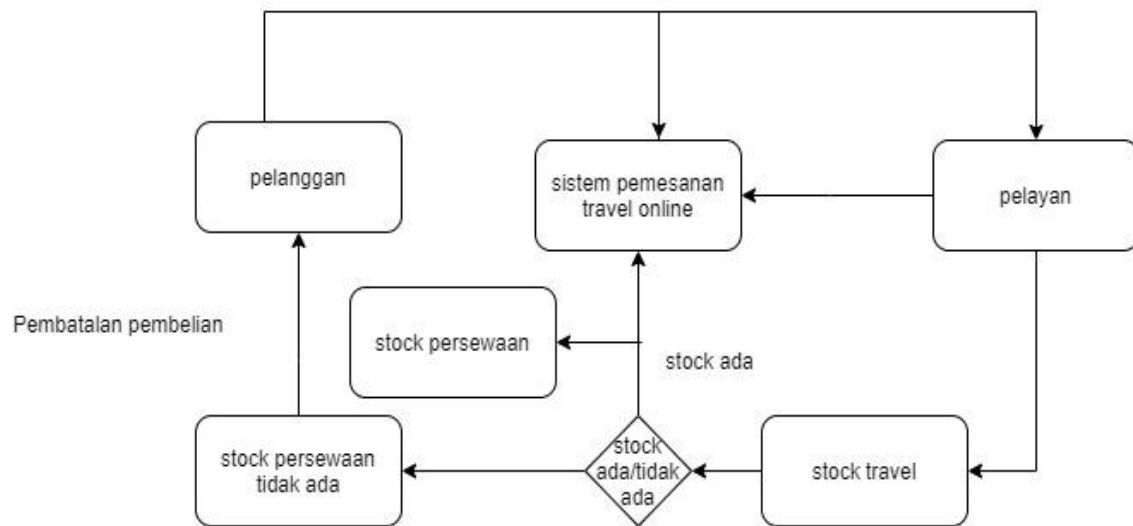 pelanggan
sistem pemesanan
travel online
pelayan
Pembatalan pembelian
stock persewaan
stock ada
stock persewaan
tidak ada
stock
ada/tidak
ada
stock travel